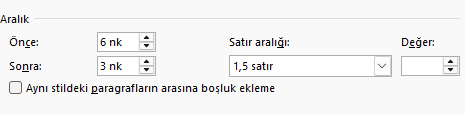 Aralık
Önce: 6 nk Satır aralığı: Değer:
Sonra: 3 nk 1,5 satır
Aynı stildeki paragrafların arasına boşluk ekleme